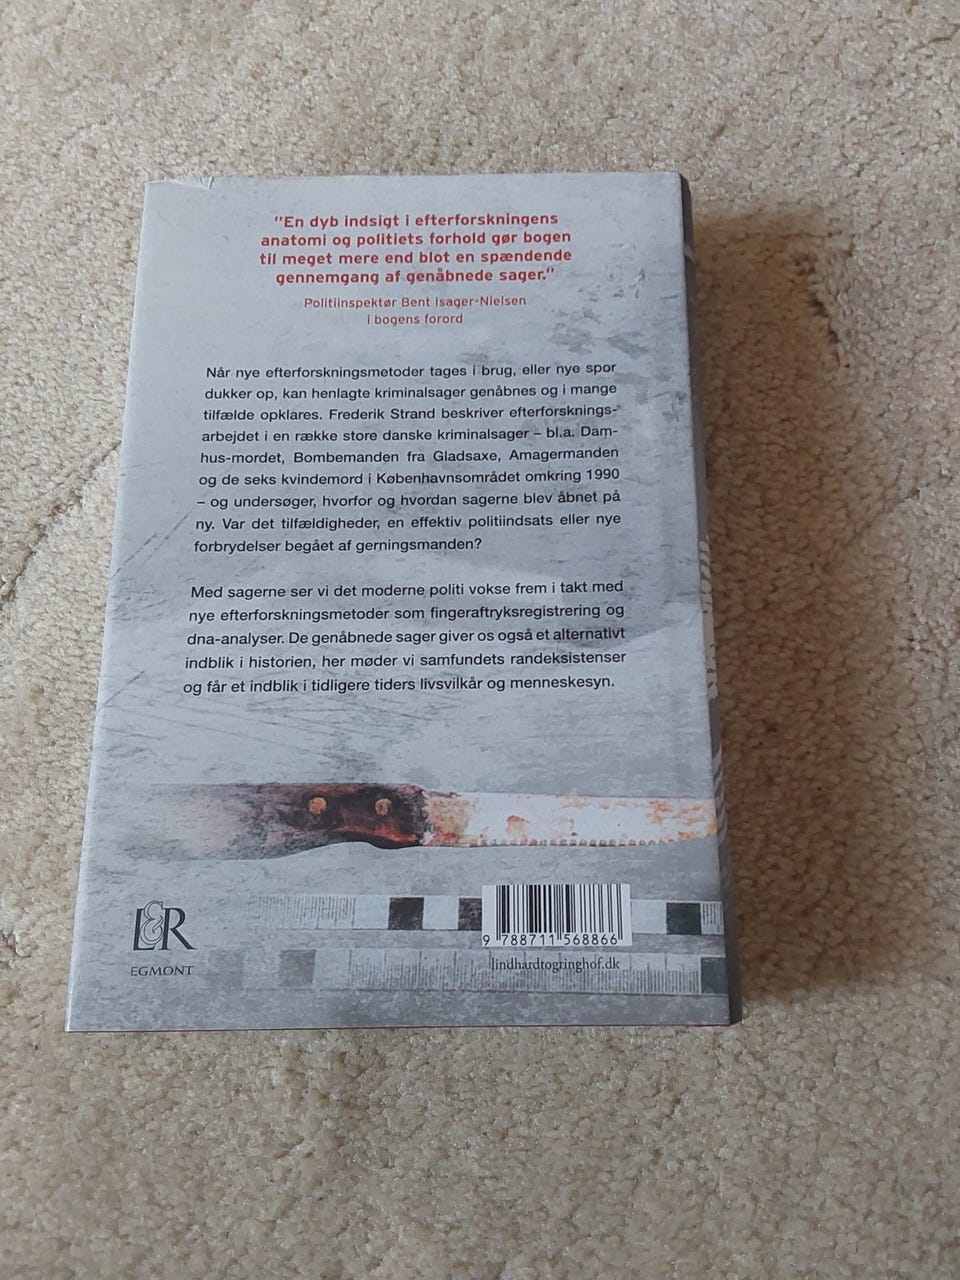 "En dyb indsigt i efterforskningens
anatomi og politiets forhold gør bogen
til meget mere end blot en spændende
gennemgang af genåbnede sager."
Politiinspektør Bent Isager-Nielsen
i bogens forord
Når nye efterforskningsmetoder tages i brug, eller nye spor
dukker op, kan henlagte kriminalsager genåbnes og i mange
tilfælde opklares. Frederik Strand beskriver efterforsknings-
arbejdet i en række store danske kriminalsager – bl.a. Dam-
hus-mordet, Bombemanden fra Gladsaxe, Amagermanden
og de seks kvindemord i Københavnsområdet omkring 1990
– og undersøger, hvorfor og hvordan sagerne blev åbnet på
ny. Var det tilfældigheder, en effektiv politiindsats eller nye
forbrydelser begået af gerningsmanden?
Med sagerne ser vi det moderne politi vokse frem i takt med
nye efterforskningsmetoder som fingeraftryksregistrering og
dna-analyser. De genåbnede sager giver os også et alternativt
indblik i historien, her møder vi samfundets randeksistenser
og får et indblik i tidligere tiders livsvilkår og menneskesyn.
L&R
EGMONT
9 788711 568866
lindhardtogringhof.dk